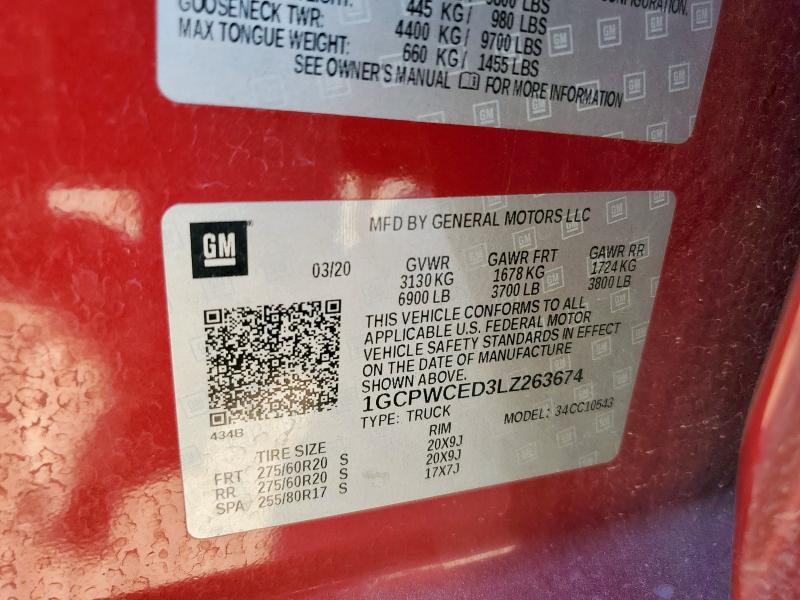 CONFIGURATION.
GOOSENECK TWR: 445 KG/ 980 LBS
4400 KG/ 9700 LBS
MAX TONGUE WEIGHT: 660 KG/ 1455 LBS
SEE OWNER'S MANUAL FOR MORE INFORMATION
GM
MFD BY GENERAL MOTORS LLC
03/20
GVWR GAWR FRT GAWR RR
3130 KG 1678 KG 1724 KG
6900 LB 3700 LB 3800 LB
THIS VEHICLE CONFORMS TO ALL
APPLICABLE U.S. FEDERAL MOTOR
VEHICLE SAFETY STANDARDS IN EFFECT
ON THE DATE OF MANUFACTURE
SHOWN ABOVE.
1GCPWCED3LZ263674
TYPE: TRUCK MODEL: 34CC10543
434B
TIRE SIZE RIM
FRT 275/60R20 S 20X9J
RR 275/60R20 S 20X9J
SPA 255/80R17 S 17X7J